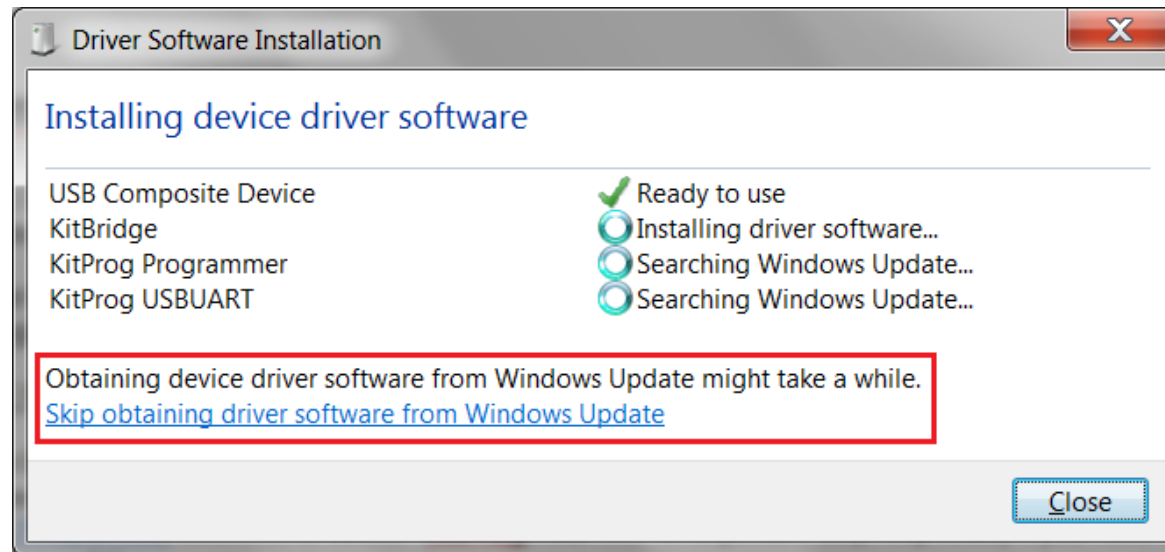 Driver Software Installation
X
Installing device driver software
USB Composite Device Ready to use
KitBridge Installing driver software...
KitProg Programmer Searching Windows Update...
KitProg USBUART Searching Windows Update...
Obtaining device driver software from Windows Update might take a while.
Skip obtaining driver software from Windows Update
Close